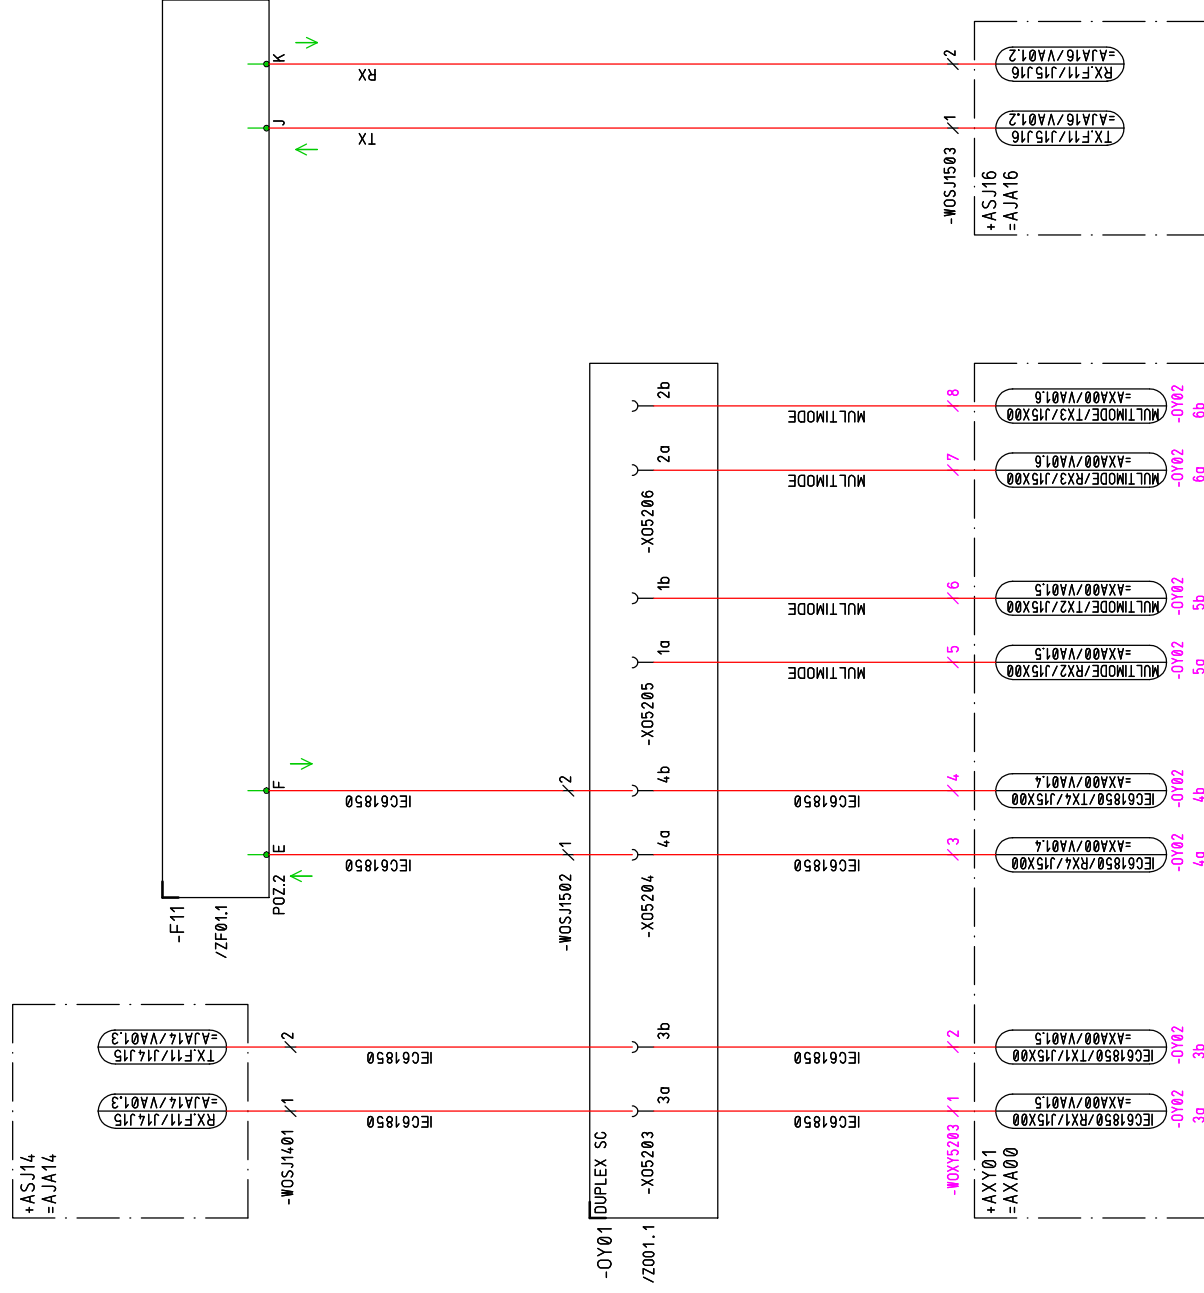 K
RX
2
RX.F11/J15J16
=AJA16/VA01.2
J
TX
1
TX.F11/J15J16
=AJA16/VA01.2
-WOSJ1503
+ASJ16
=AJA16
2b
MULTIMODE
8
MULTIMODE/TX3/J15X00
=AXA00/VA01.6
-OY02
6b
2a
MULTIMODE
7
MULTIMODE/RX3/J15X00
=AXA00/VA01.6
-OY02
6a
-XO5206
1b
MULTIMODE
6
MULTIMODE/TX2/J15X00
=AXA00/VA01.5
-OY02
5b
1a
MULTIMODE
5
MULTIMODE/RX2/J15X00
=AXA00/VA01.5
-OY02
5a
-XO5205
F
IEC61850
2
4b
IEC61850
4
IEC61850/TX4/J15X00
=AXA00/VA01.4
-OY02
4b
E
IEC61850
1
4a
IEC61850
3
IEC61850/RX4/J15X00
=AXA00/VA01.4
-OY02
4a
POZ.2
-F11
/ZF01.1
-WOSJ1502
-XO5204
TX.F11/J14J15
=AJA14/VA01.3
2
IEC61850
3b
IEC61850
2
IEC61850/TX1/J15X00
=AXA00/VA01.5
-OY02
3b
RX.F11/J14J15
=AJA14/VA01.3
1
IEC61850
3a
IEC61850
1
IEC61850/RX1/J15X00
=AXA00/VA01.5
-OY02
3a
+ASJ14
=AJA14
-WOSJ1401
DUPLEX SC
-XO5203
-WOXY5203
+AXY01
=AXA00
-OY01
/ZO01.1